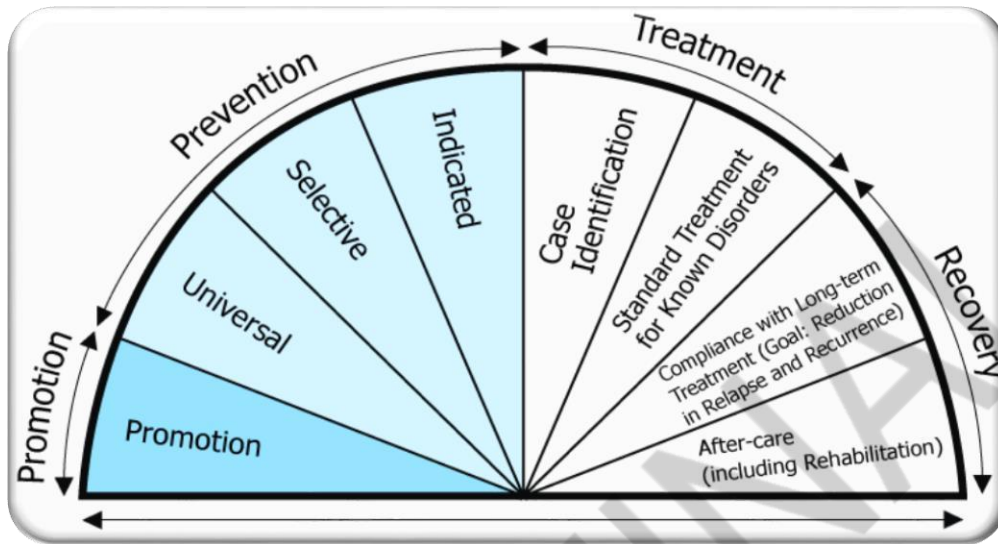 Promotion
Prevention
Treatment
Recovery
Promotion
Universal
Selective
Indicated
Case
Identification
Standard Treatment
for Known Disorders
Compliance with Long-term
Treatment (Goal: Reduction
in Relapse and Recurrence)
After-care
(including Rehabilitation)